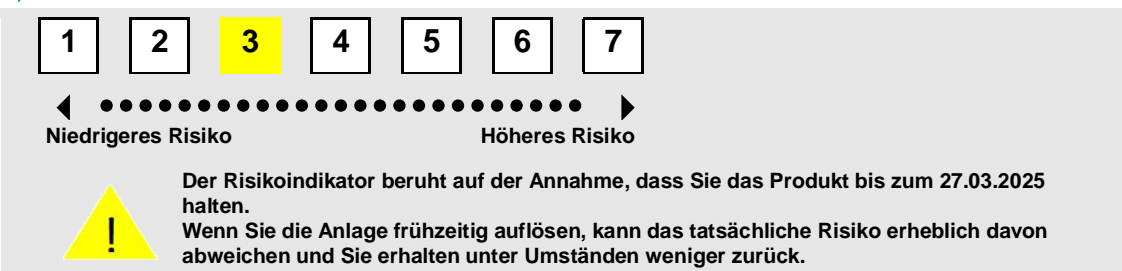 1 2 3 4 5 6 7
Niedrigeres Risiko Höheres Risiko
Der Risikoindikator beruht auf der Annahme, dass Sie das Produkt bis zum 27.03.2025
halten.
! Wenn Sie die Anlage frühzeitig auflösen, kann das tatsächliche Risiko erheblich davon
abweichen und Sie erhalten unter Umständen weniger zurück.